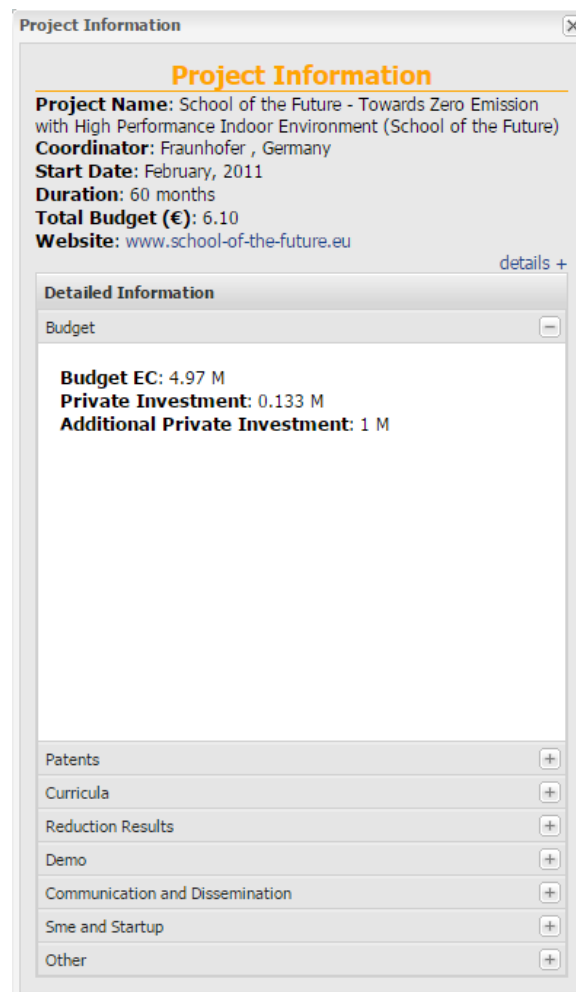 Project Information
Project Information
Project Name: School of the Future - Towards Zero Emission
with High Performance Indoor Environment (School of the Future)
Coordinator: Fraunhofer , Germany
Start Date: February, 2011
Duration: 60 months
Total Budget (€): 6.10
Website: www.school-of-the-future.eu
details +
Detailed Information
Budget
Budget EC: 4.97 M
Private Investment: 0.133 M
Additional Private Investment: 1 M
Patents
Curricula
Reduction Results
Demo
Communication and Dissemination
Sme and Startup
Other